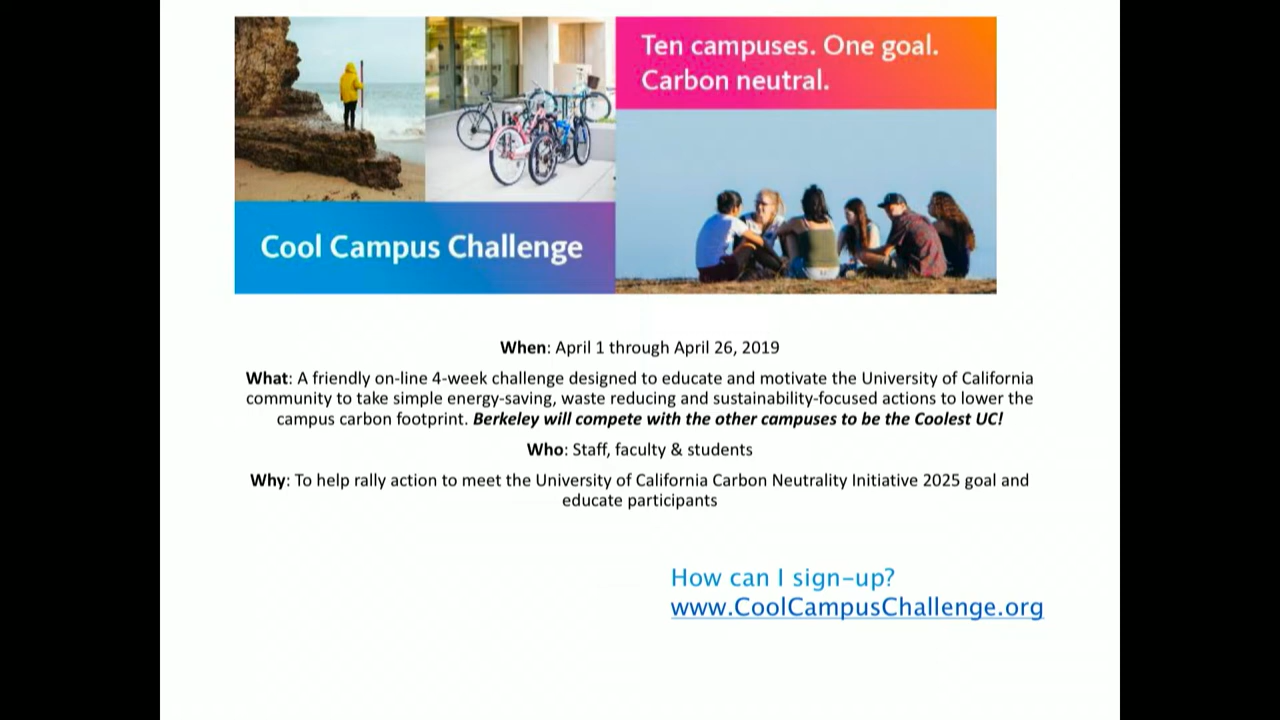 Ten campuses. One goal.
Carbon neutral.
Cool Campus Challenge
When: April 1 through April 26, 2019
What: A friendly on-line 4-week challenge designed to educate and motivate the University of California
community to take simple energy-saving, waste reducing and sustainability-focused actions to lower the
campus carbon footprint. Berkeley will compete with the other campuses to be the Coolest UC!
Who: Staff, faculty & students
Why: To help rally action to meet the University of California Carbon Neutrality Initiative 2025 goal and
educate participants
How can I sign-up?
www.CoolCampusChallenge.org